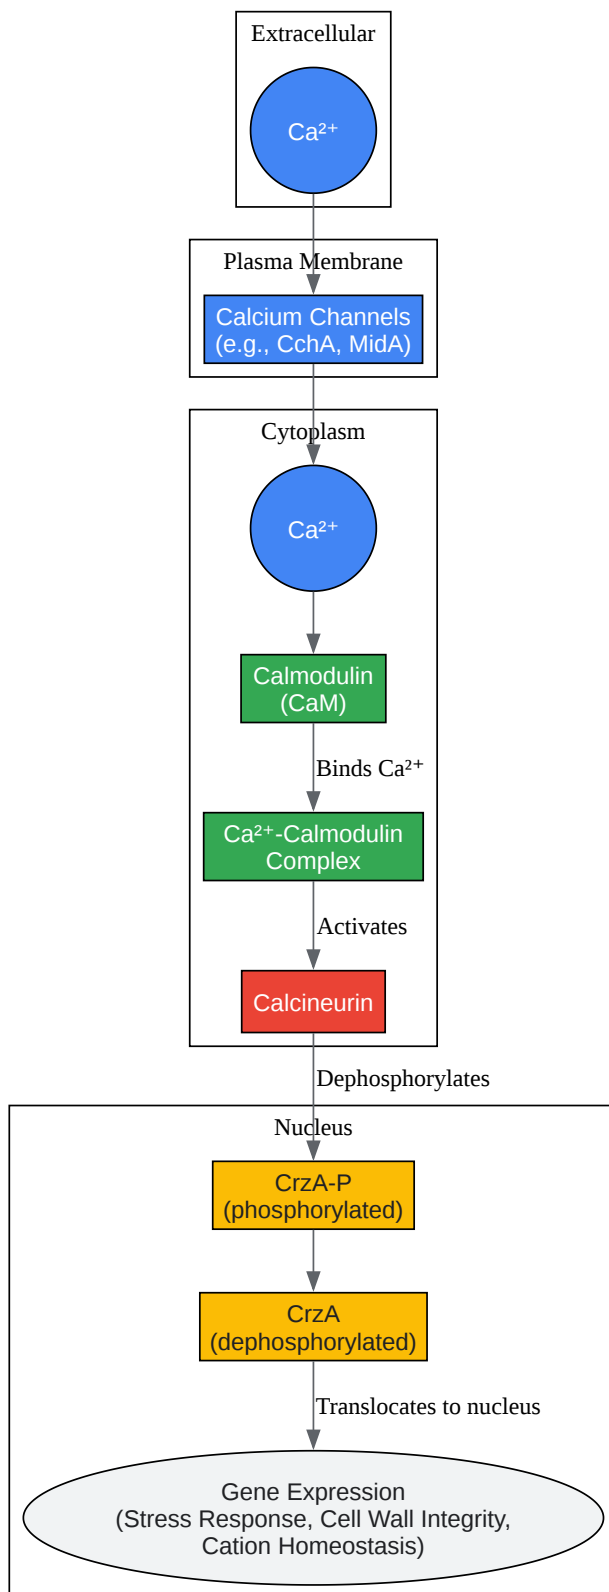 Extracellular
Ca²⁺
Plasma Membrane
Calcium Channels
(e.g., CchA, MidA)
Cytoplasm
Ca²⁺
Calmodulin
(CaM)
Binds Ca²⁺
Ca²⁺-Calmodulin
Complex
Activates
Calcineurin
Dephosphorylates
Nucleus
CrzA-P
(phosphorylated)
CrzA
(dephosphorylated)
Translocates to nucleus
Gene Expression
(Stress Response, Cell Wall Integrity,
Cation Homeostasis)